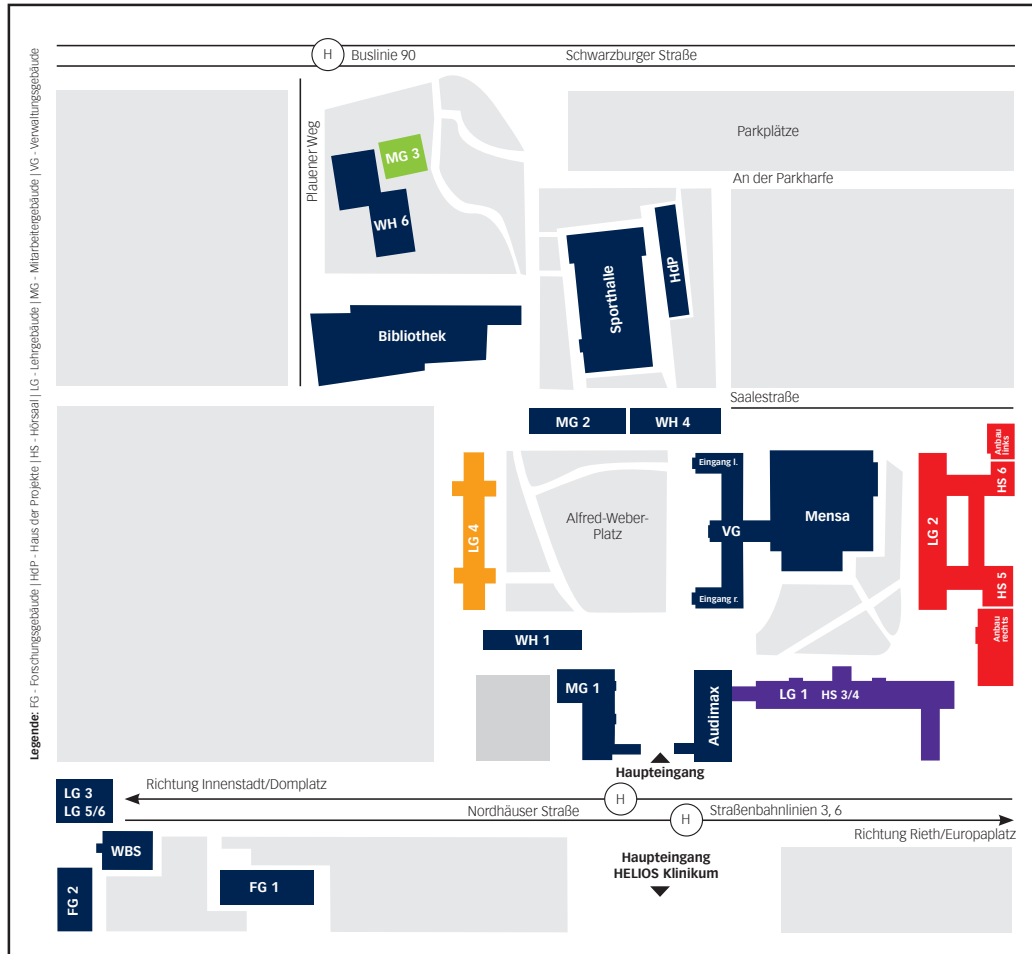 Legende: FG - Forschungsgebäude | HdP - Haus der Projekte | HS - Hörsaal | LG - Lehrgebäude | MG - Mitarbeitergebäude | VG - Verwaltungsgebäude
H Buslinie 90 Schwarzburger Straße
Plauener Weg
Parkplätze
An der Parkharfe
MG 3
WH 6
Sporthalle
HdP
Bibliothek
Saalestraße
MG 2
WH 4
LG 4
Alfred-Weber-
Platz
Eingang l.
VG
Eingang r.
Mensa
LG 2
Anbau
links
HS 6
HS 5
Anbau
rechts
WH 1
MG 1
Audimax
LG 1 HS 3/4
Haupteingang
LG 3
LG 5/6
Richtung Innenstadt/Domplatz
H
Nordhäuser Straße
H
Straßenbahnlinien 3, 6
Richtung Rieth/Europaplatz
WBS
FG 2
FG 1
Haupteingang
HELIOS Klinikum